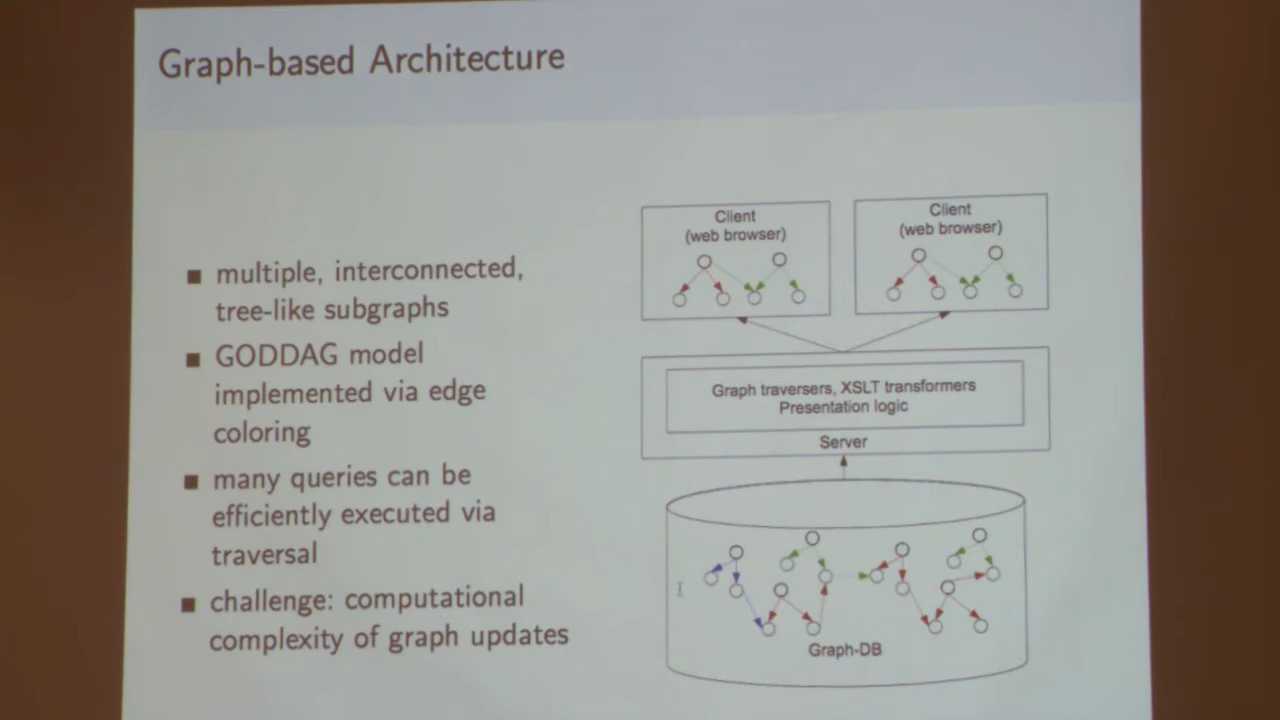 Graph-based Architecture
multiple, interconnected,
tree-like subgraphs
GODDAG model
implemented via edge
coloring
many queries can be
efficiently executed via
traversal
challenge: computational
complexity of graph updates
Client
(web browser)
Client
(web browser)
Graph traversers, XSLT transformers
Presentation logic
Server
Graph-DB